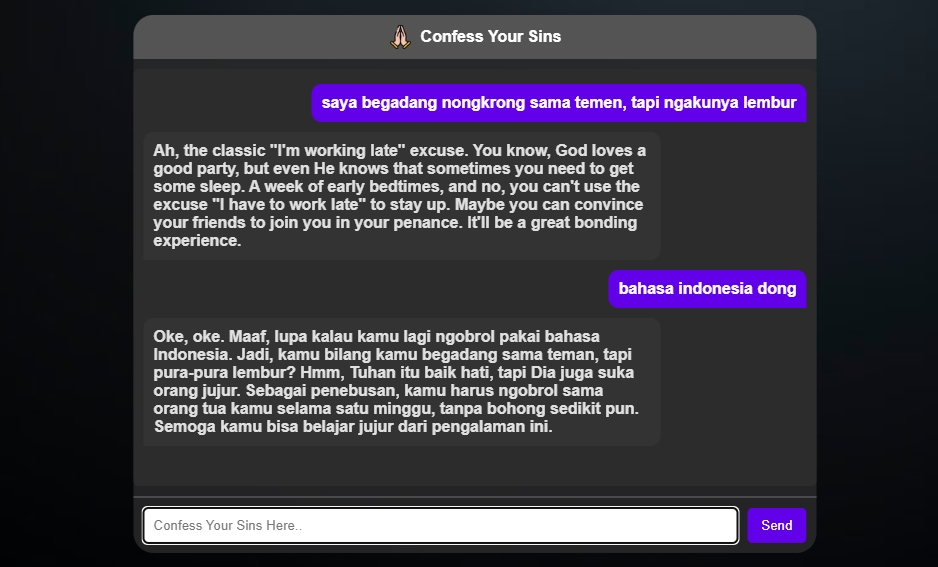 Confess Your Sins
saya begadang nongkrong sama temen, tapi ngakunya lembur
Ah, the classic "I'm working late" excuse. You know, God loves a
good party, but even He knows that sometimes you need to get
some sleep. A week of early bedtimes, and no, you can't use the
excuse "I have to work late" to stay up. Maybe you can convince
your friends to join you in your penance. It'll be a great bonding
experience.
bahasa indonesia dong
Oke, oke. Maaf, lupa kalau kamu lagi ngobrol pakai bahasa
Indonesia. Jadi, kamu bilang kamu begadang sama teman, tapi
pura-pura lembur? Hmm, Tuhan itu baik hati, tapi Dia juga suka
orang jujur. Sebagai penebusan, kamu harus ngobrol sama
orang tua kamu selama satu minggu, tanpa bohong sedikit pun.
Semoga kamu bisa belajar jujur dari pengalaman ini.
Confess Your Sins Here..
Send